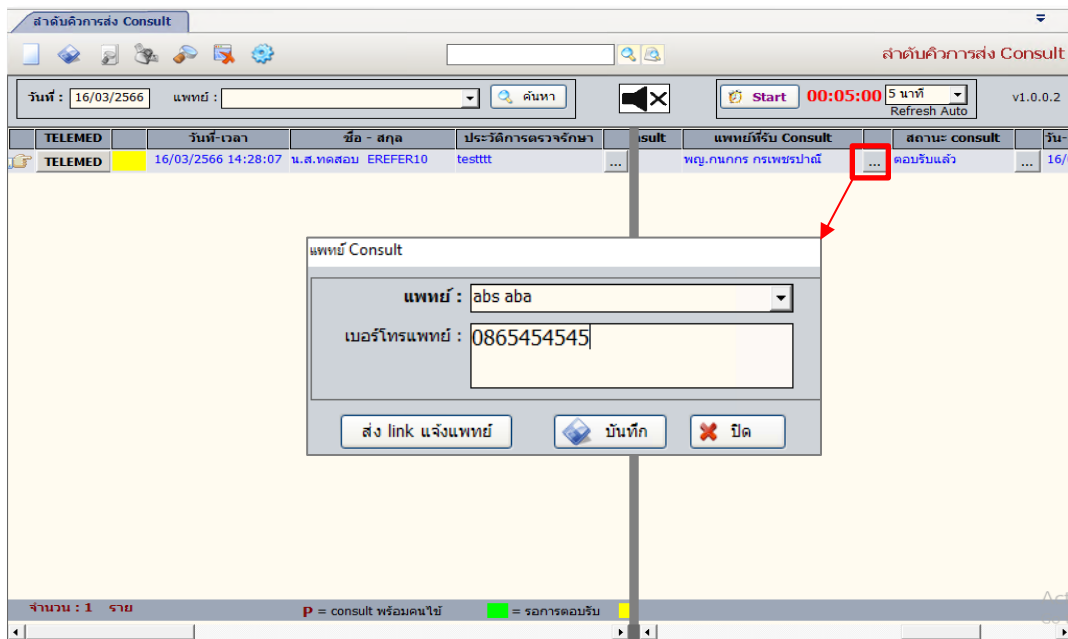 ลำดับคิวการส่ง Consult
ลำดับคิวการส่ง Consult
วันที่ : 16/03/2566 แพทย์ : ค้นหา Start 00:05:00 5 นาที v1.0.0.2
Refresh Auto
TELEMED วันที่-เวลา ชื่อ - สกุล ประวัติการตรวจรักษา sult แพทย์ที่รับ Consult สถานะ consult วัน-
TELEMED 16/03/2566 14:28:07 น.ส.ทดสอบ EREFER10 testttt ... พญ.กนกกร กรเพชรปาณี ... ตอบรับแล้ว ... 16/
แพทย์ Consult
แพทย์ : abs aba
เบอร์โทรแพทย์ : 0865454545
ส่ง link แจ้งแพทย์ บันทึก ปิด
จำนวน : 1 ราย P = consult พร้อมคนไข้ = รอการตอบรับ